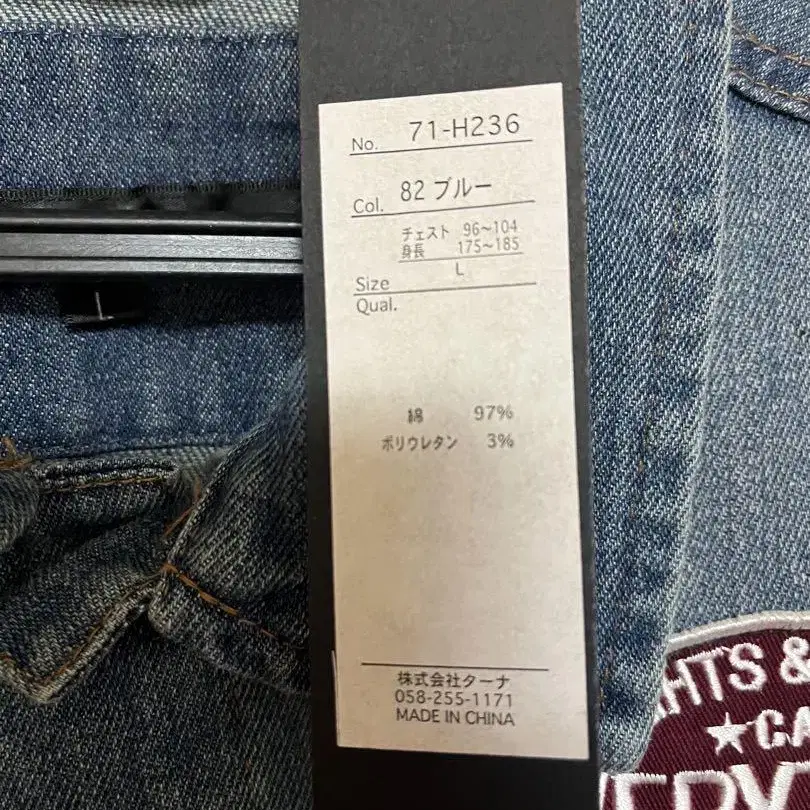 No. 71-H236
Col. 82 ブルー
チェスト 96~104
身長 175~185
Size L
Qual.
綿 97%
ポリウレタン 3%
株式会社ターナ
058-255-1171
MADE IN CHINA
HTS &
★CA